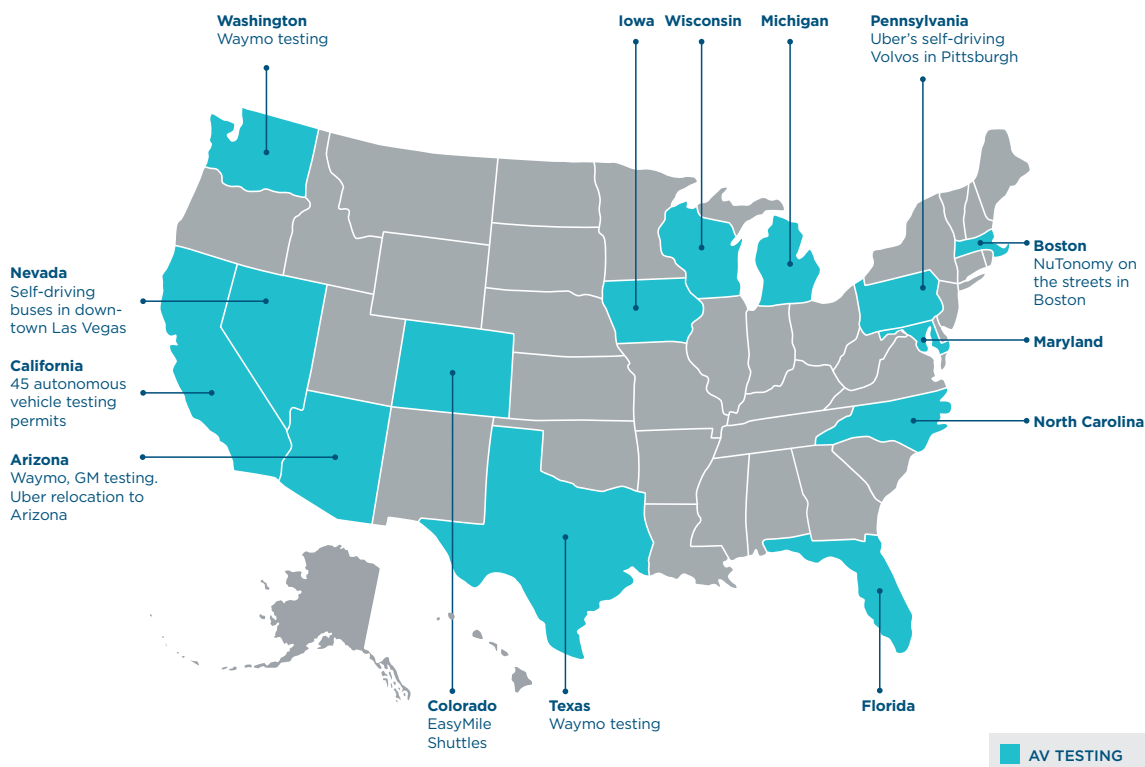 Washington
Waymo testing
Iowa
Wisconsin
Michigan
Pennsylvania
Uber's self-driving
Volvos in Pittsburgh
Nevada
Self-driving
buses in down-
town Las Vegas
California
45 autonomous
vehicle testing
permits
Arizona
Waymo, GM testing.
Uber relocation to
Arizona
Boston
NuTonomy on
the streets in
Boston
Maryland
North Carolina
Colorado
EasyMile
Shuttles
Texas
Waymo testing
Florida
AV TESTING